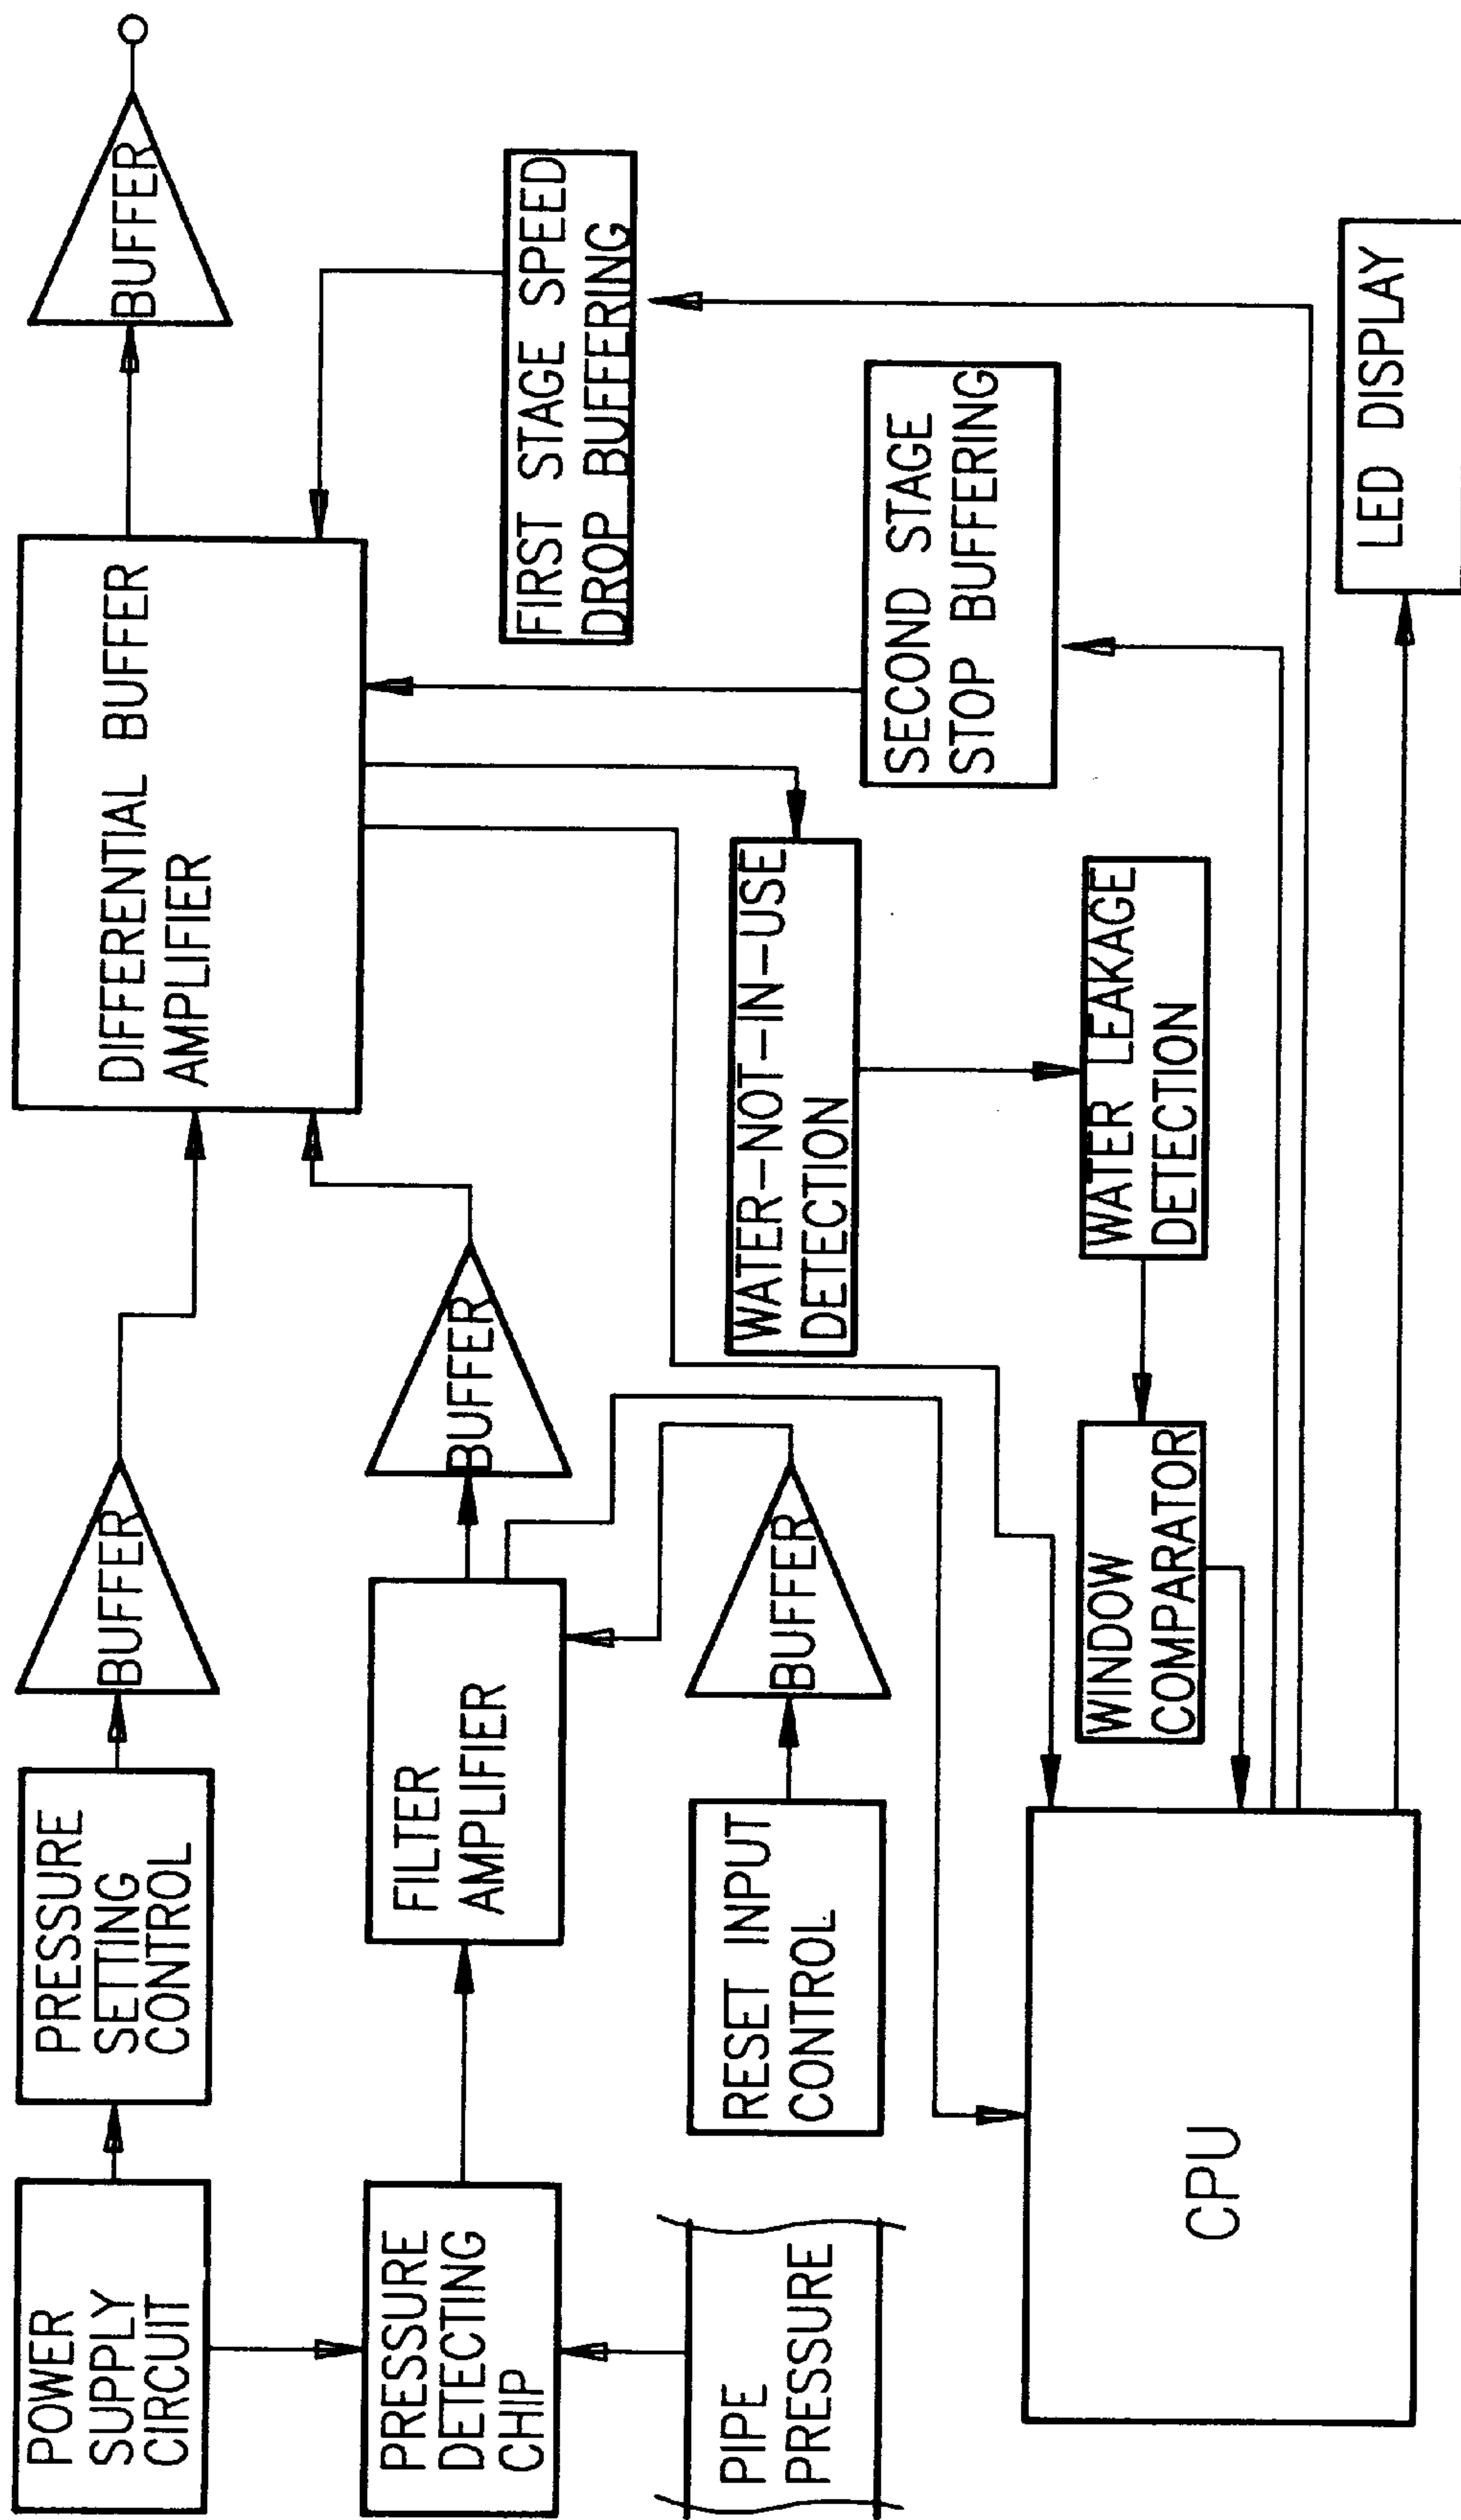 POWER
SUPPLY
CIRCUIT
PRESSURE
SETTING
CONTROL
BUFFER
DIFFERENTIAL BUFFER
AMPLIFIER
BUFFER
PRESSURE
DETECTING
CHIP
FILTER
AMPLIFIER
BUFFER
FIRST STAGE SPEED
DROP BUFFERING
PIPE
PRESSURE
RESET INPUT
CONTROL
BUFFER
WATER-NOT-IN-USE
DETECTION
SECOND STAGE
STOP BUFFERING
CPU
WINDOW
COMPARATOR
WATER LEAKAGE
DETECTION
LED DISPLAY